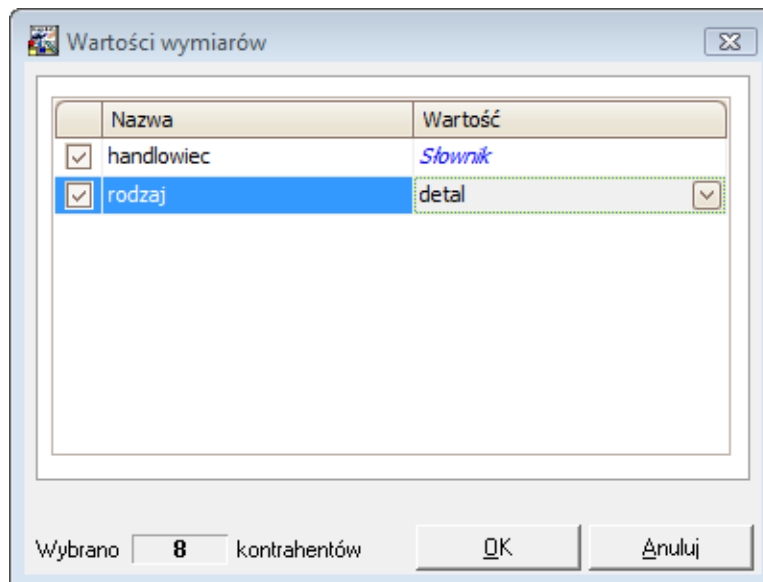 Wartości wymiarów
Nazwa Wartość
handlowiec Słownik
rodzaj detal
Wybrano 8 kontrahentów OK Anuluj